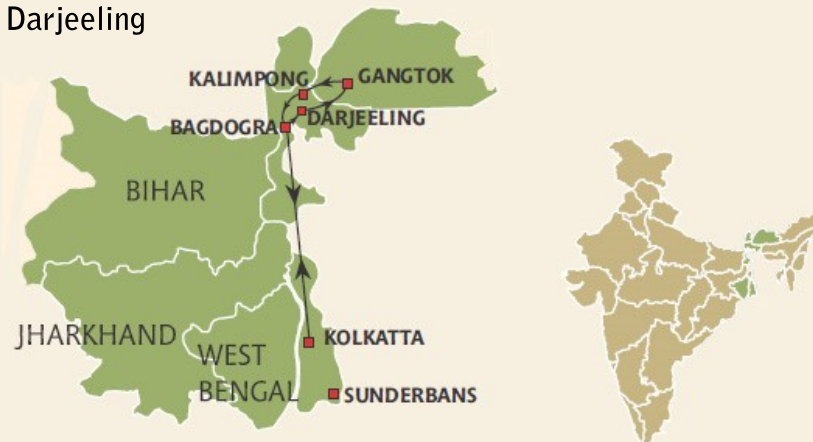 Darjeeling
KALIMPONG
GANGTOK
DARJEELING
BAGDOGRA
BIHAR
JHARKHAND
WEST
BENGAL
KOLKATTA
SUNDERBANS